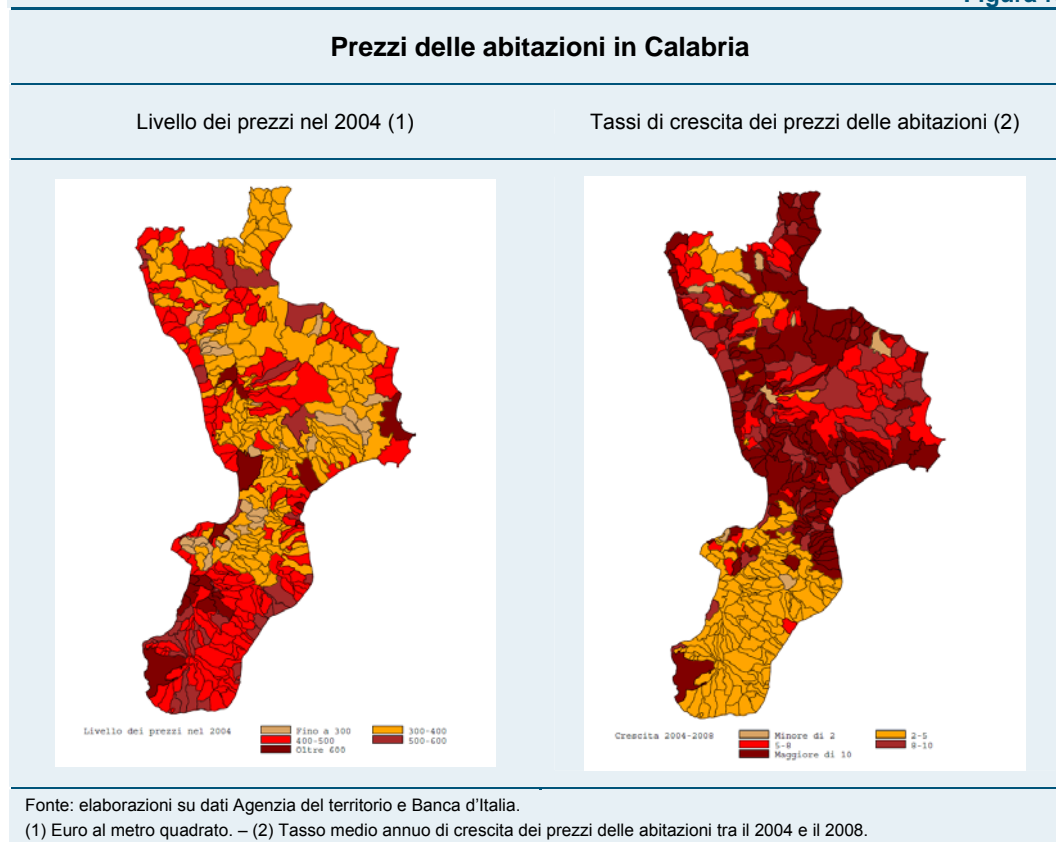 Prezzi delle abitazioni in Calabria
Livello dei prezzi nel 2004 (1)
Tassi di crescita dei prezzi delle abitazioni (2)
Livello dei prezzi nel 2004
Fino a 300
300-400
400-500
500-600
Oltre 600
Crescita 2004-2008
Minore di 2
2-5
5-8
8-10
Maggiore di 10
Fonte: elaborazioni su dati Agenzia del territorio e Banca d'Italia.
(1) Euro al metro quadrato. – (2) Tasso medio annuo di crescita dei prezzi delle abitazioni tra il 2004 e il 2008.